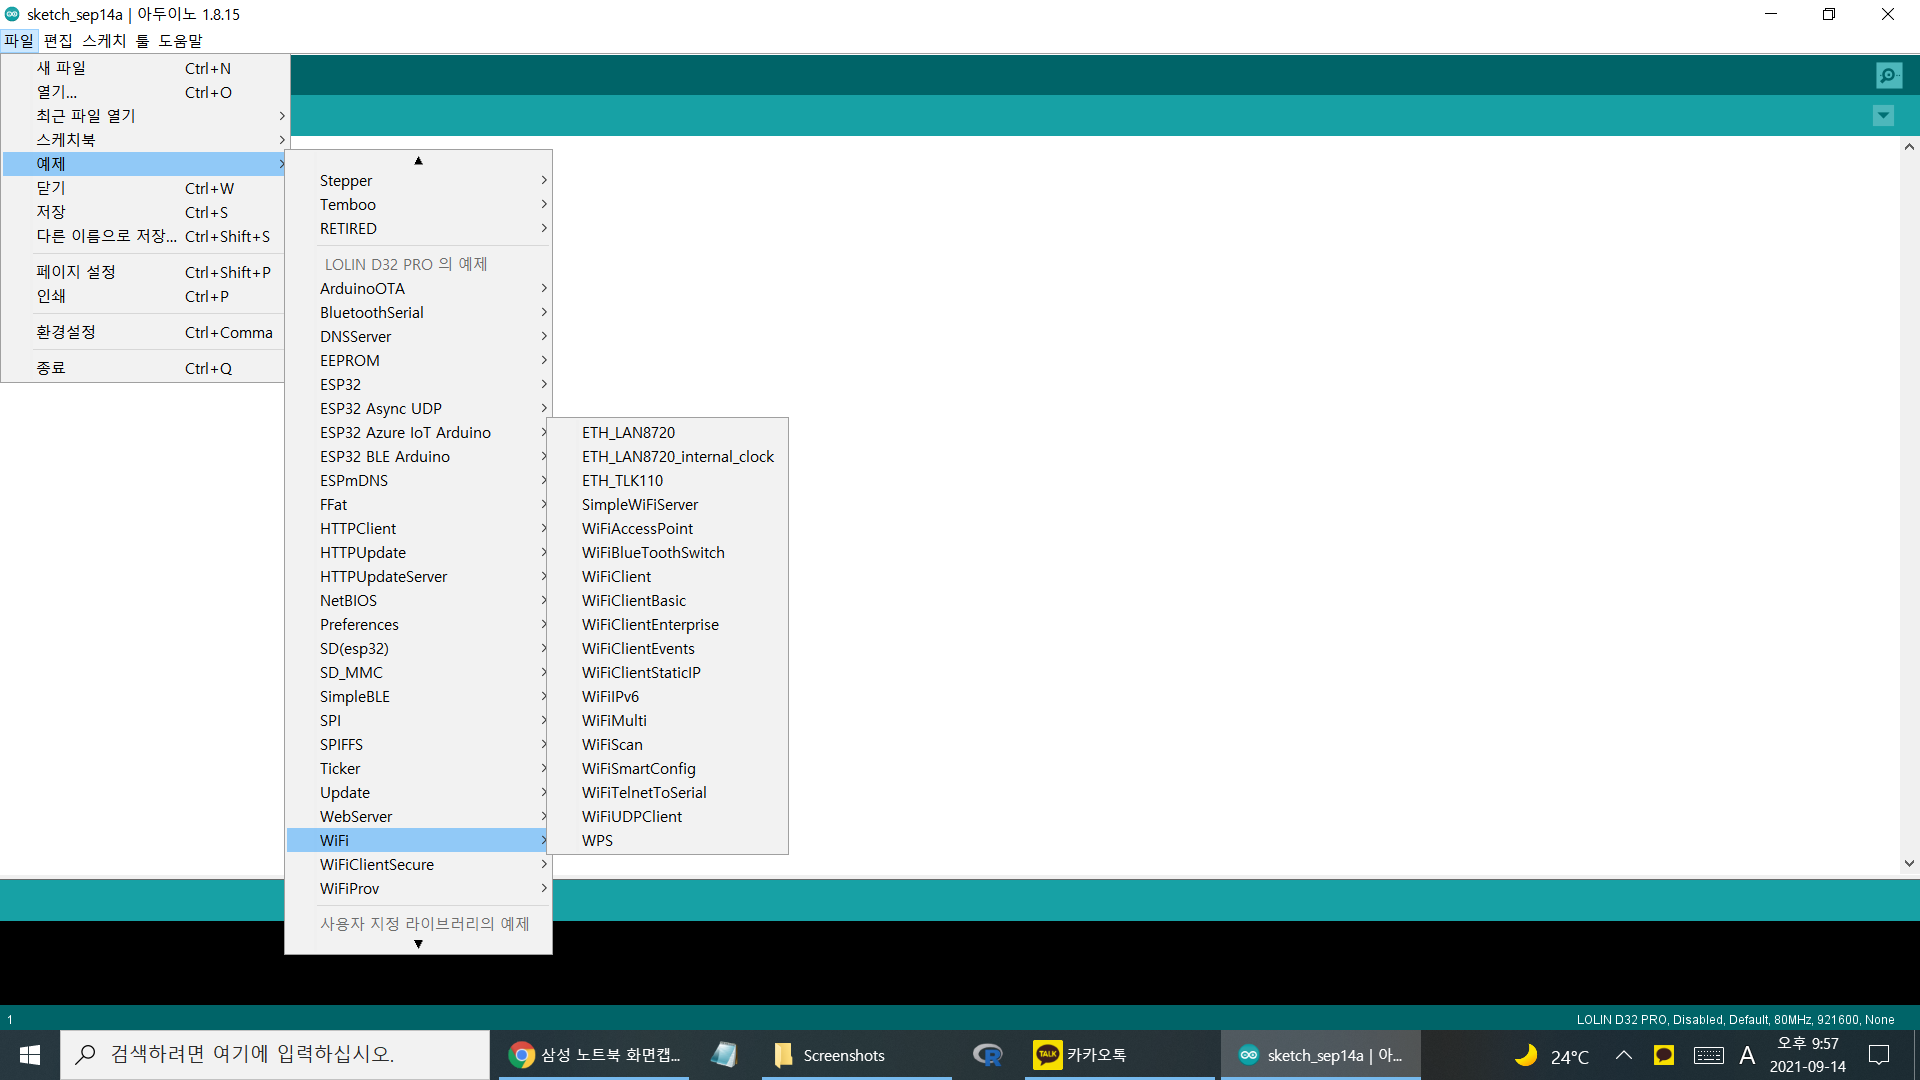 sketch_sep14a | 아두이노 1.8.15
파일 편집 스케치 툴 도움말
새 파일 Ctrl+N
열기... Ctrl+O
최근 파일 열기
스케치북
예제
닫기 Ctrl+W
저장 Ctrl+S
다른 이름으로 저장... Ctrl+Shift+S
페이지 설정 Ctrl+Shift+P
인쇄 Ctrl+P
환경설정 Ctrl+Comma
종료 Ctrl+Q
Stepper
Temboo
RETIRED
LOLIN D32 PRO 의 예제
ArduinoOTA
BluetoothSerial
DNSServer
EEPROM
ESP32
ESP32 Async UDP
ESP32 Azure IoT Arduino
ESP32 BLE Arduino
ESPmDNS
FFat
HTTPClient
HTTPUpdate
HTTPUpdateServer
NetBIOS
Preferences
SD(esp32)
SD_MMC
SimpleBLE
SPI
SPIFFS
Ticker
Update
WebServer
WiFi
WiFiClientSecure
WiFiProv
사용자 지정 라이브러리의 예제
ETH_LAN8720
ETH_LAN8720_internal_clock
ETH_TLK110
SimpleWiFiServer
WiFiAccessPoint
WiFiBlueToothSwitch
WiFiClient
WiFiClientBasic
WiFiClientEnterprise
WiFiClientEvents
WiFiClientStaticIP
WiFiIPv6
WiFiMulti
WiFiScan
WiFiSmartConfig
WiFiTelnetToSerial
WiFiUDPClient
WPS
1
LOLIN D32 PRO, Disabled, Default, 80MHz, 921600, None
검색하려면 여기에 입력하십시오.
삼성 노트북 화면캡...
Screenshots
TALK
카카오톡
sketch_sep14a | 아...
24°C
A
오후 9:57
2021-09-14